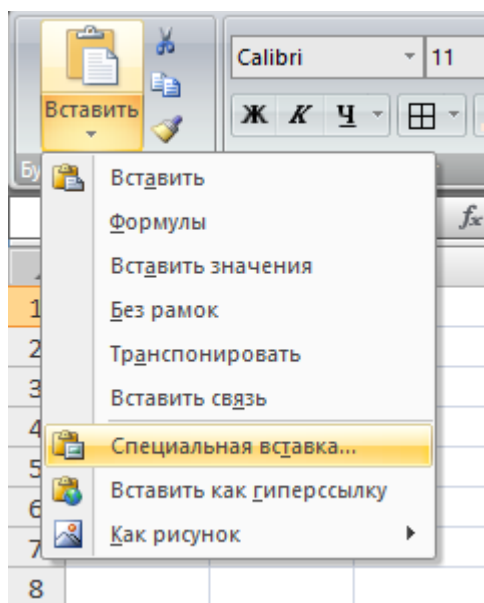 Calibri 11
Вставить
Ж К Ч
Бу
Вставить
fx
Формулы
Вставить значения
1
Без рамок
2
Транспонировать
3
Вставить связь
4
Специальная вставка...
5
Вставить как гиперссылку
6
Как рисунок
7
8